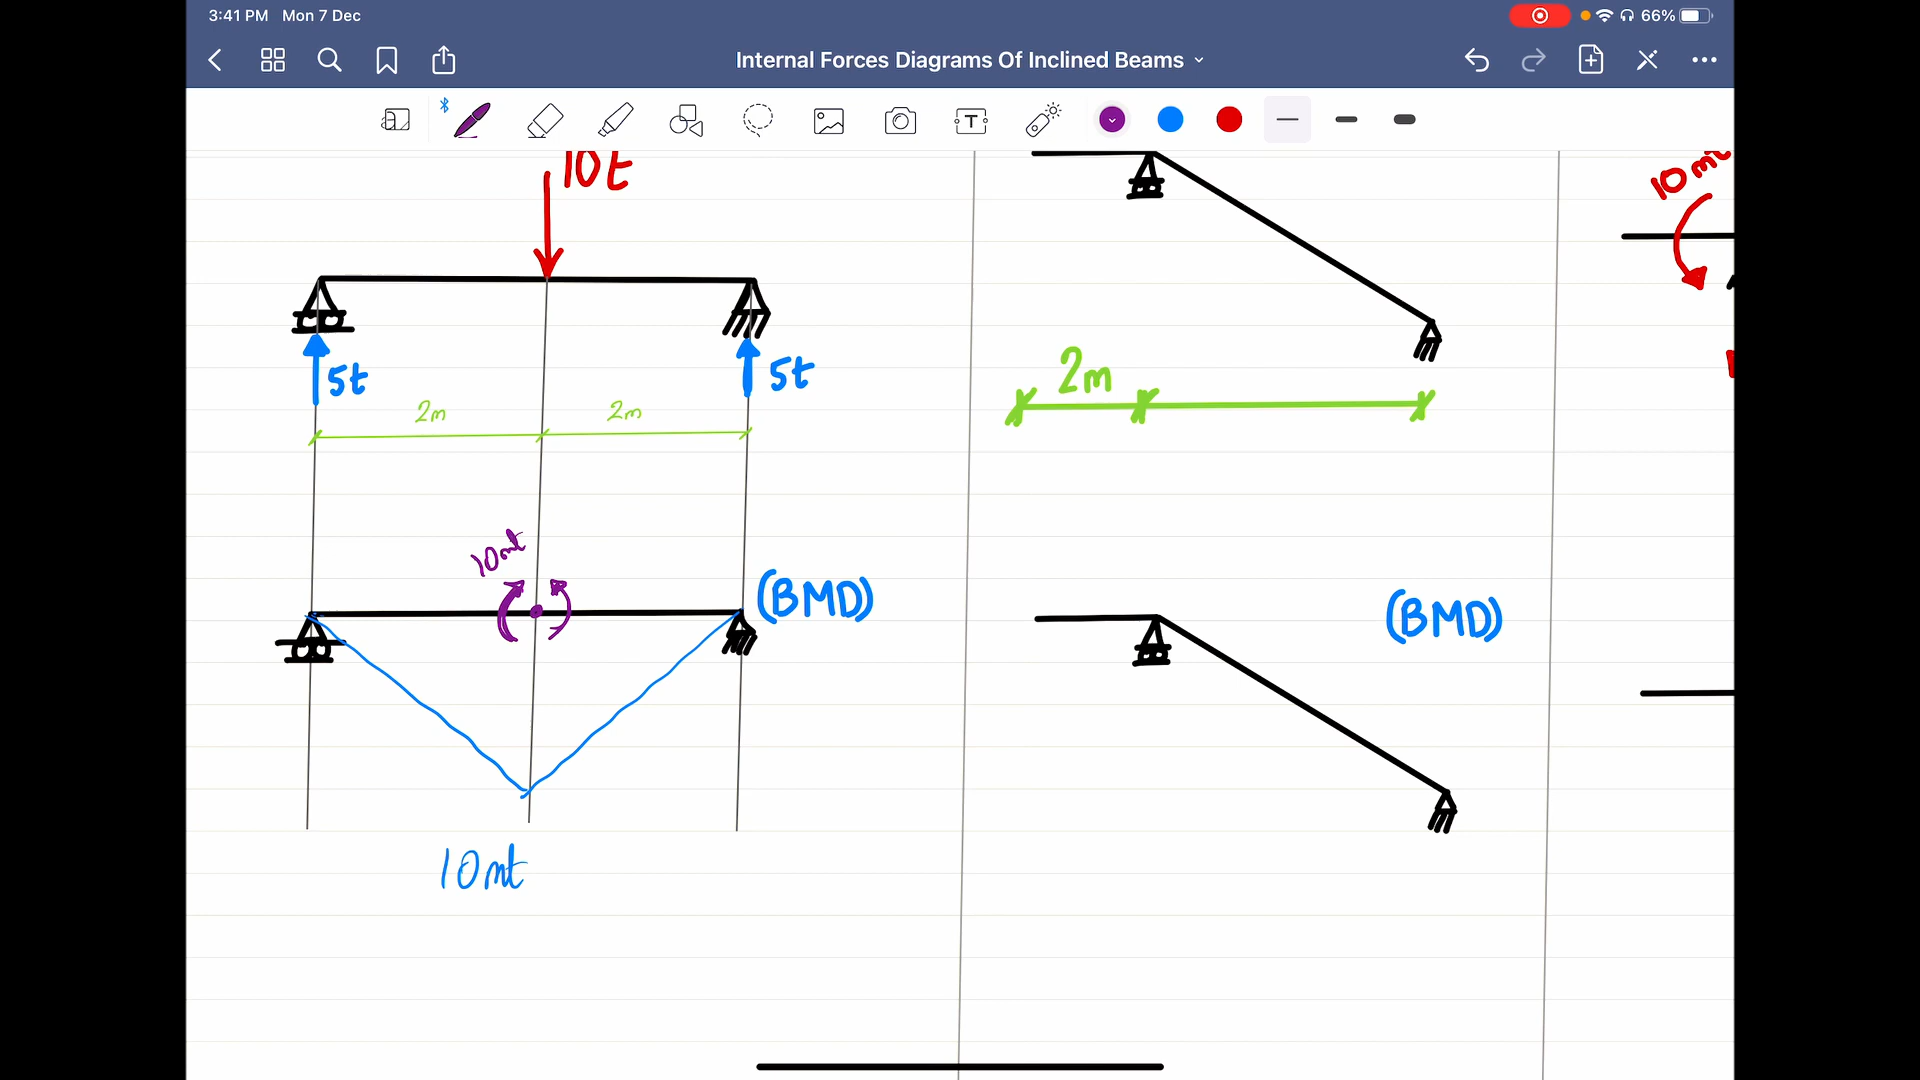 3:41 PM Mon 7 Dec
66%
Internal Forces Diagrams Of Inclined Beams
T
10t
10mt
5t
5t
2m
2m
2m
10mt
(BMD)
(BMD)
10mt